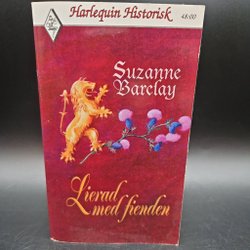 Harlequin Historisk
48:00
Suzanne
Barclay
Lierad
med fienden